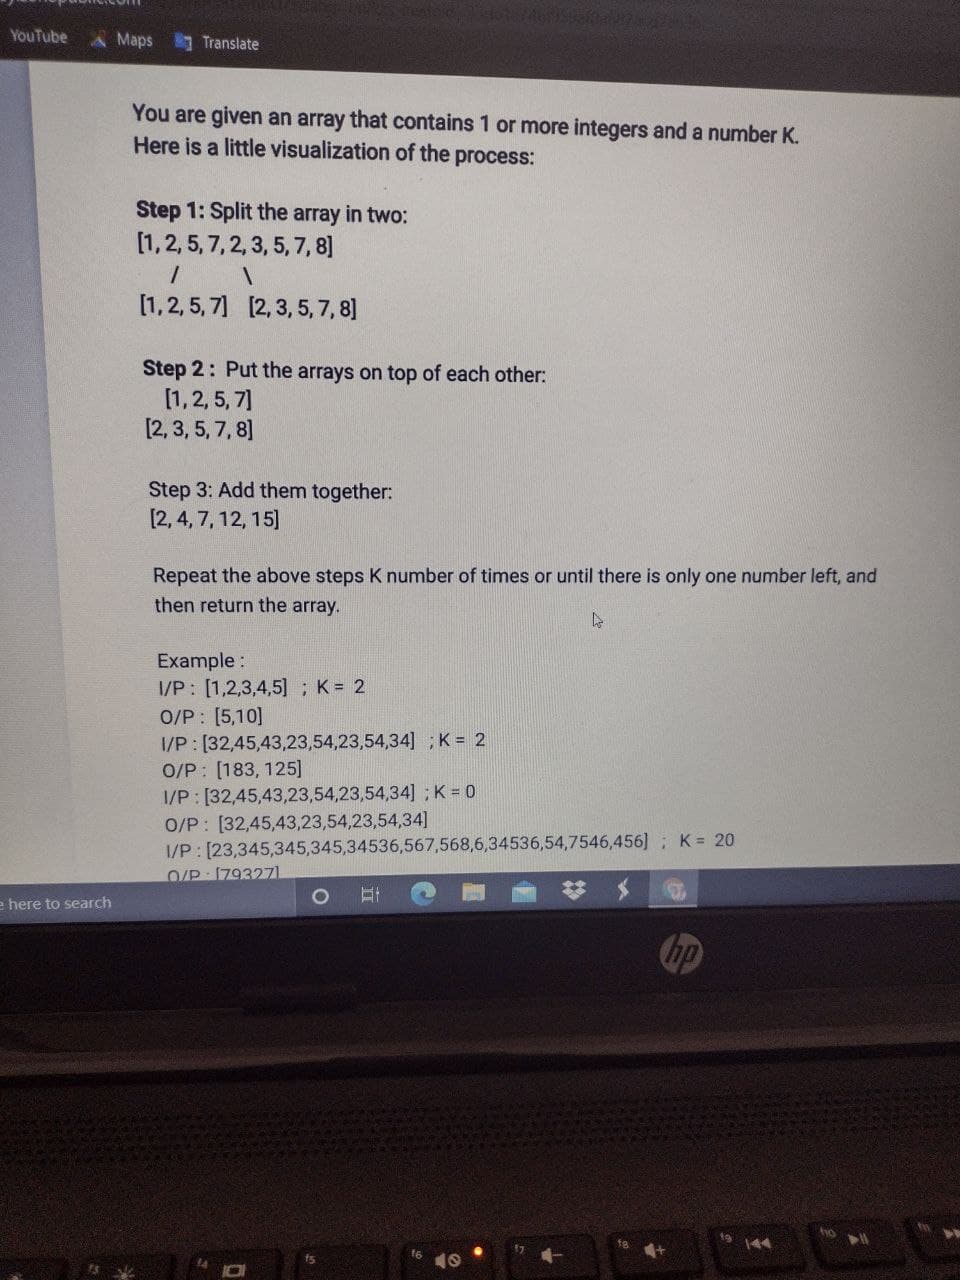 YouTube Maps Translate
You are given an array that contains 1 or more integers and a number K.
Here is a little visualization of the process:
Step 1: Split the array in two:
[1, 2, 5, 7, 2, 3, 5, 7, 8]
/ \
[1, 2, 5, 7] [2, 3, 5, 7, 8]
Step 2 : Put the arrays on top of each other:
[1, 2, 5, 7]
[2, 3, 5, 7, 8]
Step 3: Add them together:
[2, 4, 7, 12, 15]
Repeat the above steps K number of times or until there is only one number left, and
then return the array.
Example :
I/P : [1,2,3,4,5] ; K = 2
O/P : [5,10]
I/P : [32,45,43,23,54,23,54,34] ; K = 2
O/P : [183, 125]
I/P : [32,45,43,23,54,23,54,34] ; K = 0
O/P : [32,45,43,23,54,23,54,34]
I/P : [23,345,345,345,34536,567,568,6,34536,54,7546,456] ; K = 20
O/P : [79327]
here to search
hp
f5 f6 f7 f8 f9 f10